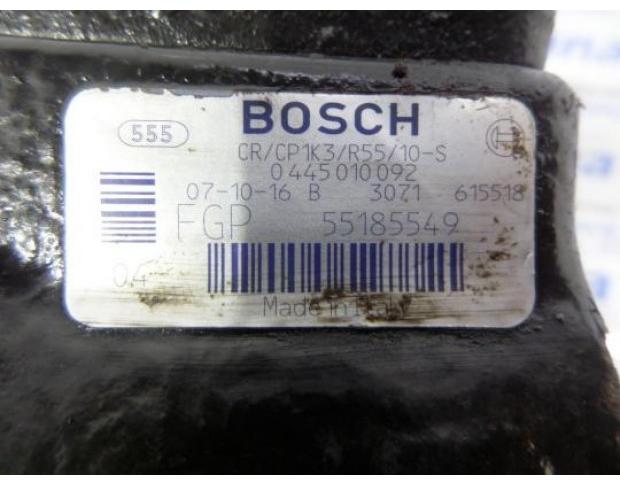 BOSCH
555
CR/CP1K3/R55/10-S
0 445 010 092
07-10-16 B 3071 615518
FGP 55185549
04
Made in Italy